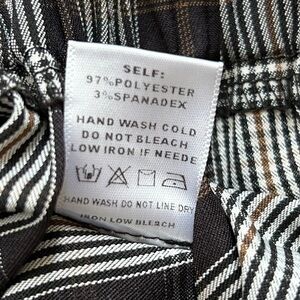 SELF:
97%POLYESTER
3%SPANADEX
HAND WASH COLD
DO NOT BLEACH
LOW IRON IF NEEDE
HAND WASH DO NOT LINE DRY
IRON LOW BLEACH